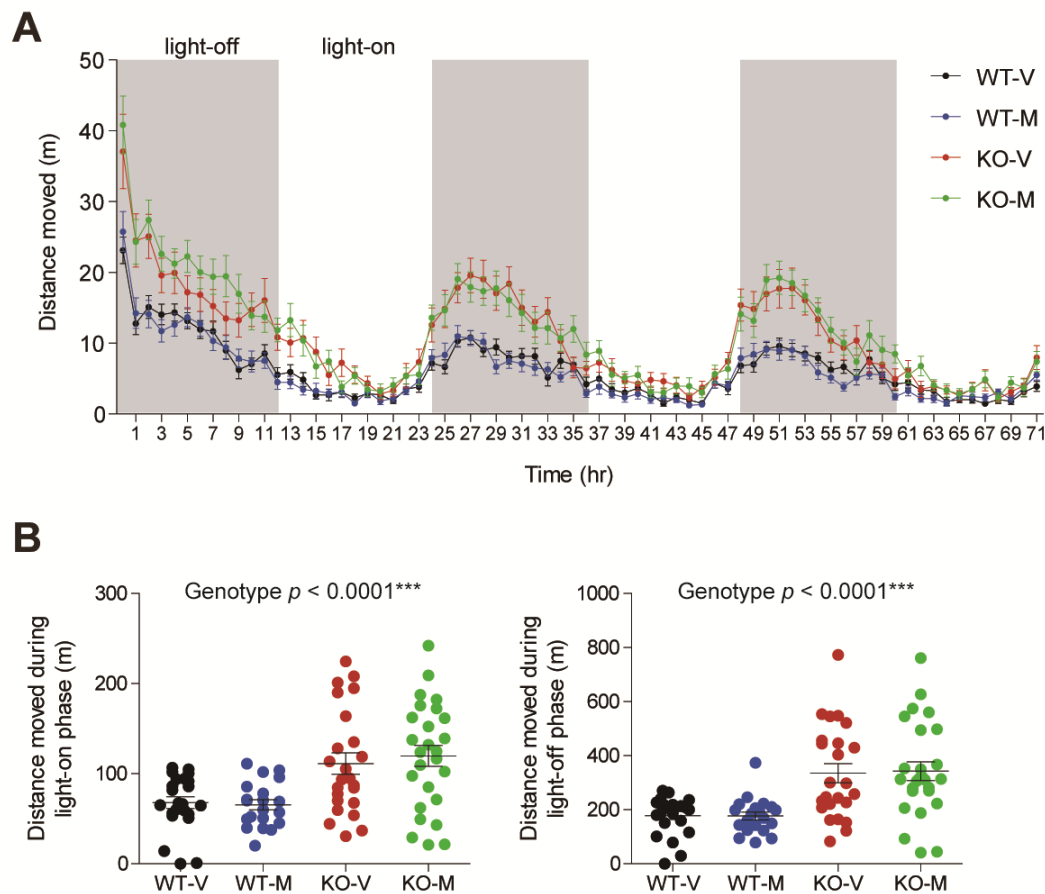 A
light-off
light-on
50
40
30
20
10
0
Distance moved (m)
1 3 5 7 9 11 13 15 17 19 21 23 25 27 29 31 33 35 37 39 41 43 45 47 49 51 53 55 57 59 61 63 65 67 69 71
Time (hr)
WT-V
WT-M
KO-V
KO-M
B
Genotype p < 0.0001***
300
200
100
0
Distance moved during
light-on phase (m)
WT-V WT-M KO-V KO-M
Genotype p < 0.0001***
1000
800
600
400
200
0
Distance moved during
light-off phase (m)
WT-V WT-M KO-V KO-M